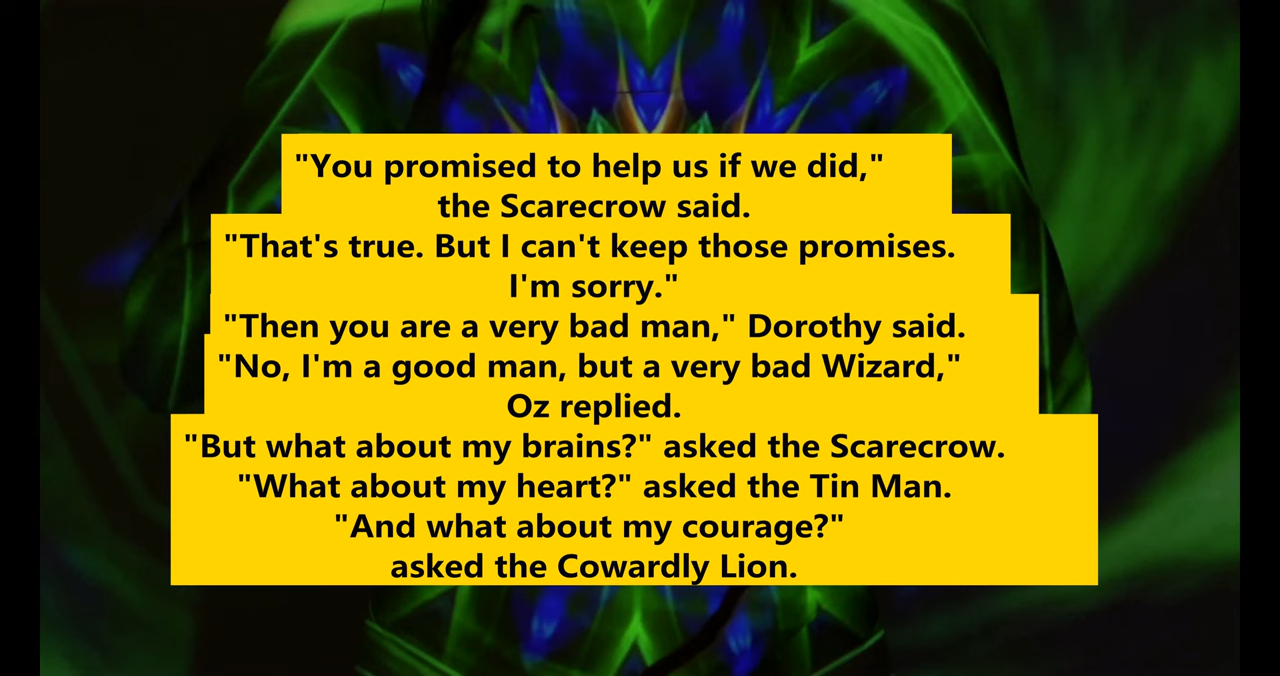 "You promised to help us if we did,"
the Scarecrow said.
"That's true. But I can't keep those promises.
I'm sorry."
"Then you are a very bad man," Dorothy said.
"No, I'm a good man, but a very bad Wizard,"
Oz replied.
"But what about my brains?" asked the Scarecrow.
"What about my heart?" asked the Tin Man.
"And what about my courage?"
asked the Cowardly Lion.